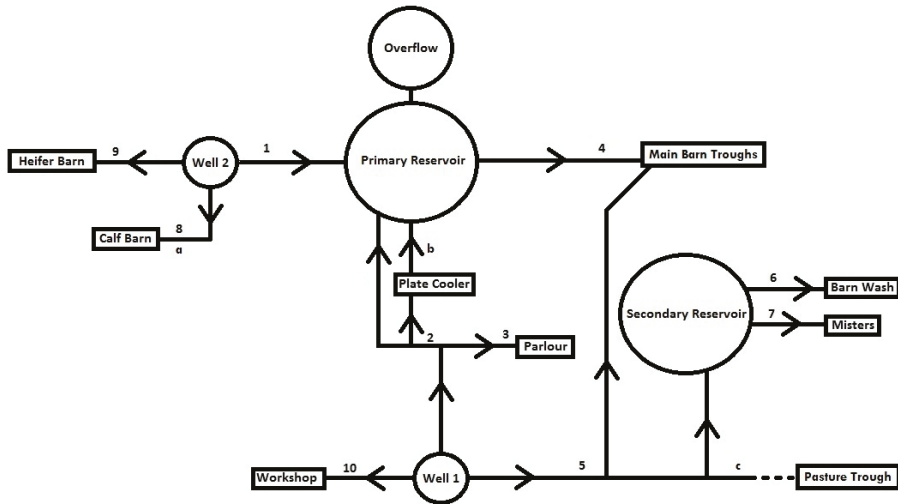 Overflow
Heifer Barn
9
Well 2
1
Primary Reservoir
4
Main Barn Troughs
Calf Barn
8
a
b
Plate Cooler
2
3
Parlour
Secondary Reservoir
6
Barn Wash
7
Misters
Workshop
10
Well 1
5
c
Pasture Trough